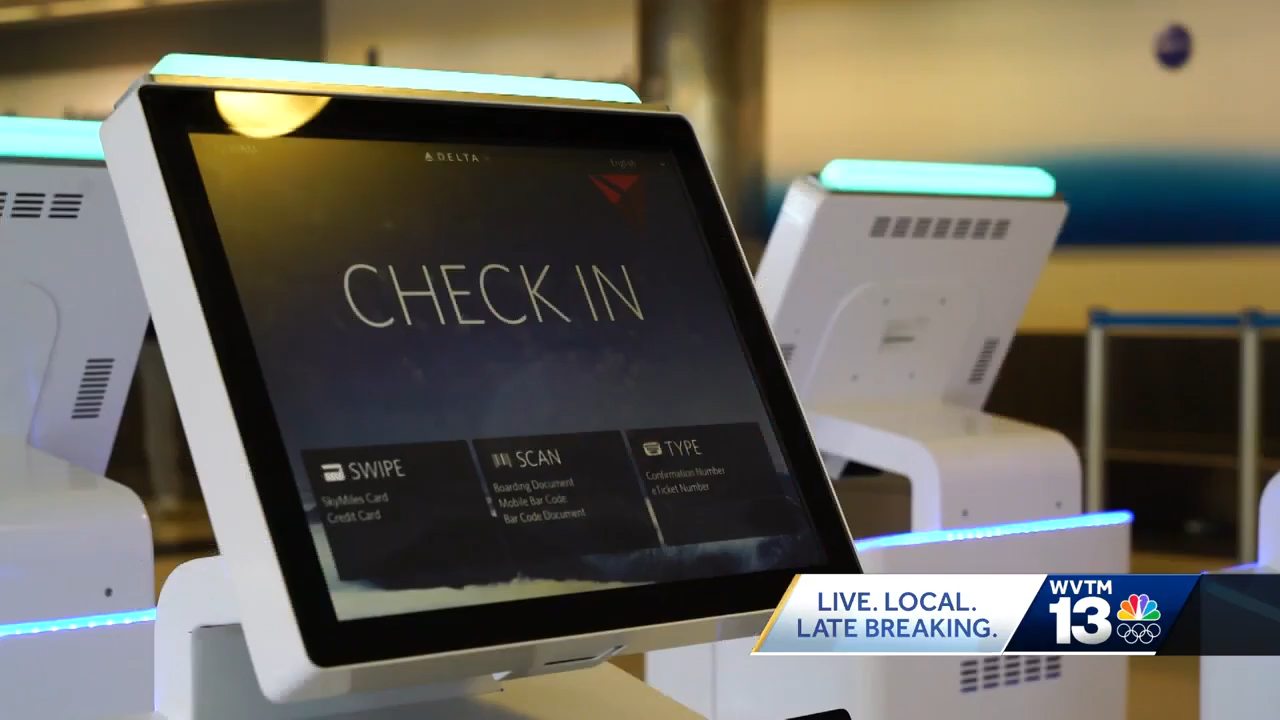 DELTA
English
CHECK IN
SWIPE
SkyMiles Card
Credit Card
SCAN
Boarding Document
Mobile Bar Code
Bar Code Document
TYPE
Confirmation Number
eTicket Number
LIVE. LOCAL.
LATE BREAKING.
WVTM
13